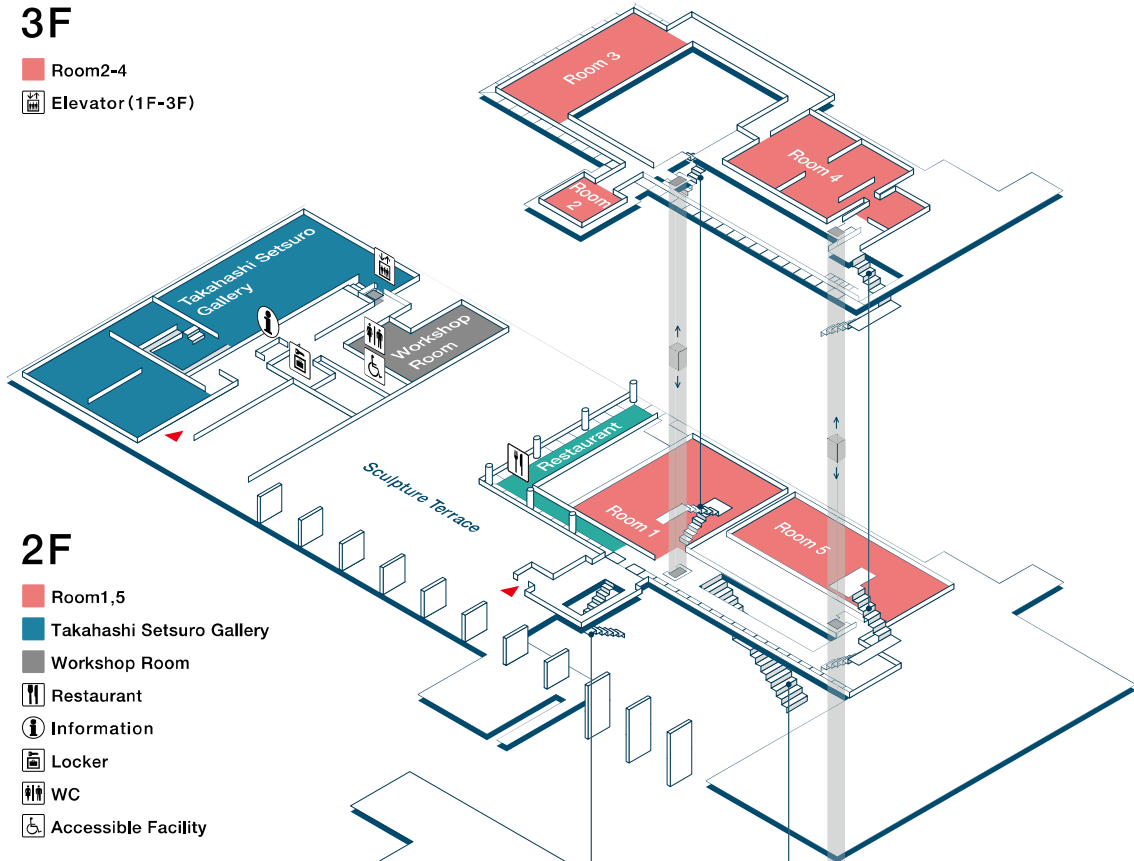 3F
Room2-4
Elevator(1F-3F)
Room 3
Room 4
Room
2
Takahashi Setsuro
Gallery
Workshop
Room
Restaurant
Sculpture Terrace
Room 1
Room 5
2F
Room1,5
Takahashi Setsuro Gallery
Workshop Room
Restaurant
Information
Locker
WC
Accessible Facility